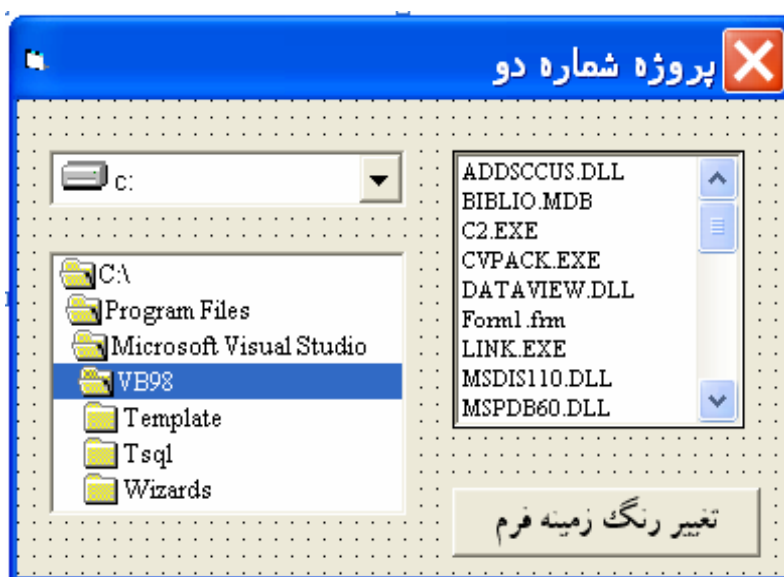 پروژه شماره دو
c:
C:\
Program Files
Microsoft Visual Studio
VB98
Template
Tsql
Wizards
ADDSCCUS.DLL
BIBLIO.MDB
C2.EXE
CVPACK.EXE
DATAVIEW.DLL
Form1.frm
LINK.EXE
MSDIS110.DLL
MSPDB60.DLL
تغییر رنگ زمینه فرم